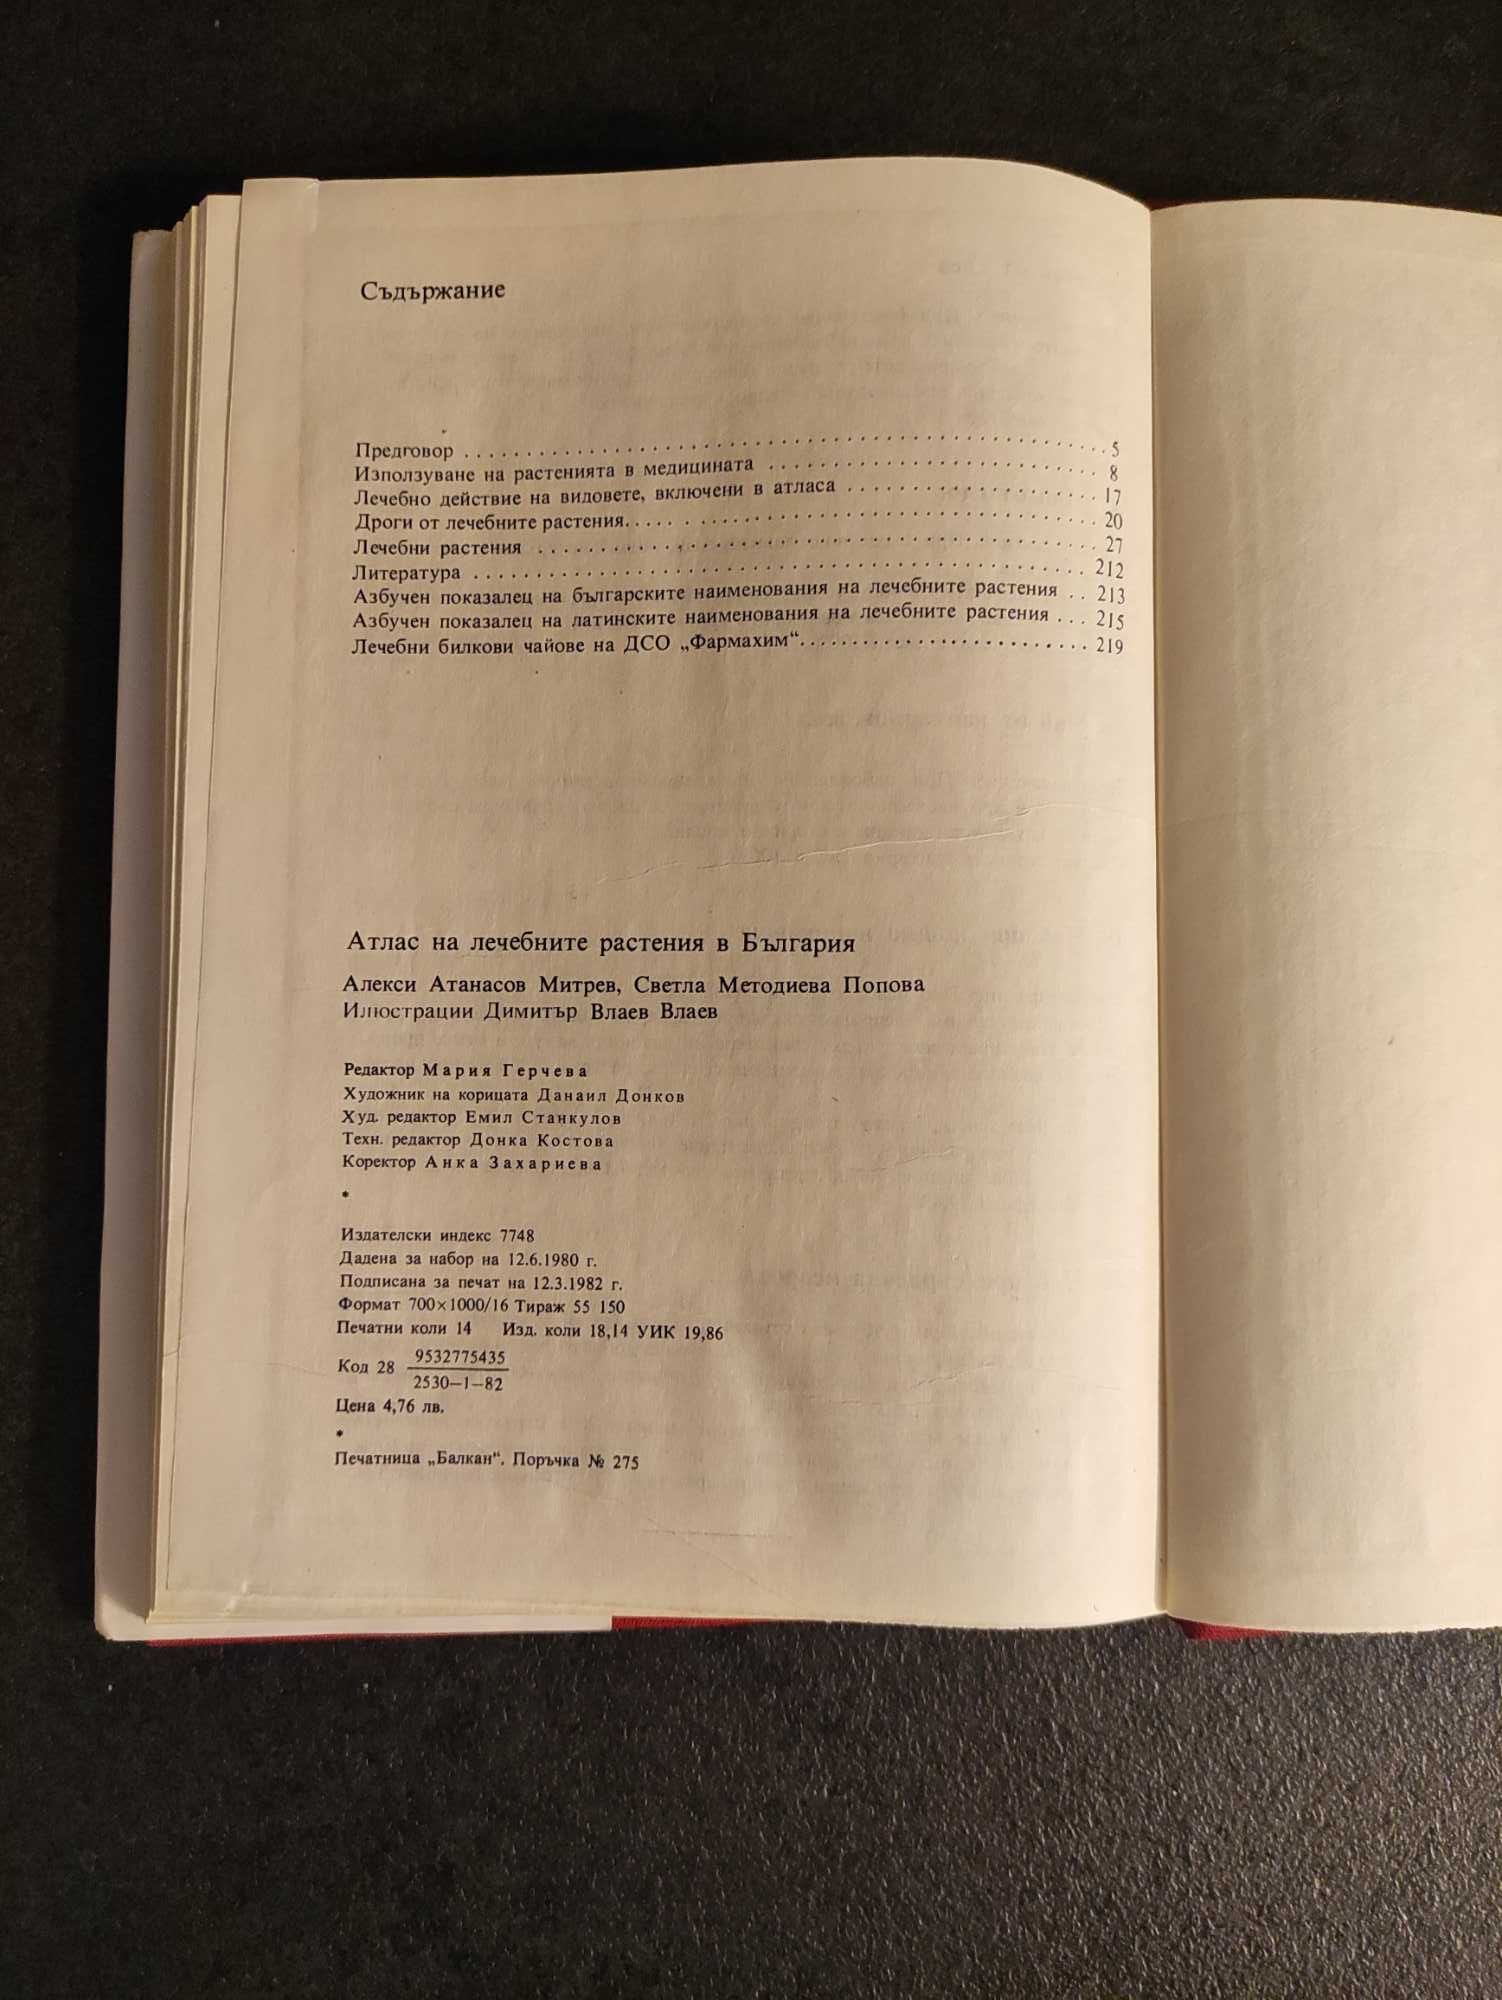 Съдържание
Предговор . . . . . . . . . . . . . . . . . . . . 5
Използуване на растенията в медицината . . . . . . . . . . 8
Лечебно действие на видовете, включени в атласа . . . . . . . . . . 17
Дроги от лечебните растения. . . . . . . . . . . . . . . 20
Лечебни растения . . . . . . . . . . . . . . . . . . . . 27
Литература . . . . . . . . . . . . . . . . . . . . 212
Азбучен показалец на българските наименования на лечебните растения . . 213
Азбучен показалец на латинските наименования на лечебните растения . . . 215
Лечебни билкови чайове на ДСО „Фармахим“. . . . . . . . . . . . . . . 219
Атлас на лечебните растения в България
Алекси Атанасов Митрев, Светла Методиева Попова
Илюстрации Димитър Влаев Влаев
Редактор Мария Герчева
Художник на корицата Данаил Донков
Худ. редактор Емил Станкулов
Техн. редактор Донка Костова
Коректор Анка Захариева
*
Издателски индекс 7748
Дадена за набор на 12.6.1980 г.
Подписана за печат на 12.3.1982 г.
Формат 700×1000/16 Тираж 55 150
Печатни коли 14 Изд. коли 18,14 УИК 19,86
Код 28 9532775435
2530–1–82
Цена 4,76 лв.
*
Печатница „Балкан“. Поръчка № 275